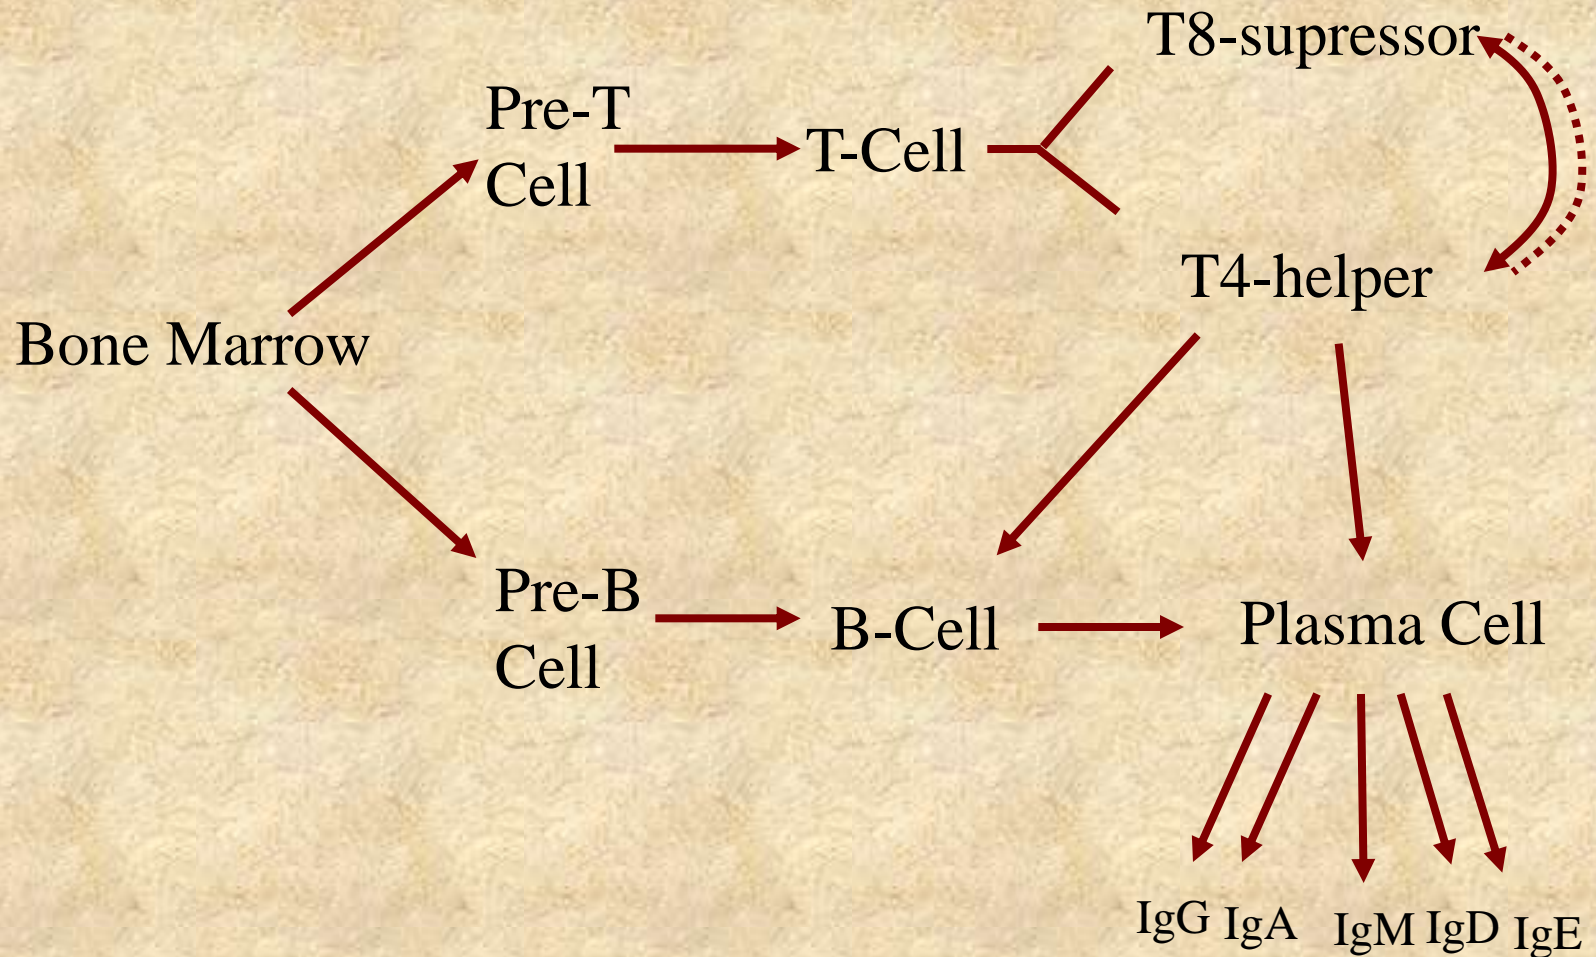 T8-supressor
Pre-T
Cell
T-Cell
T4-helper
Bone Marrow
Pre-B
Cell
B-Cell
Plasma Cell
IgG IgA IgM IgD IgE